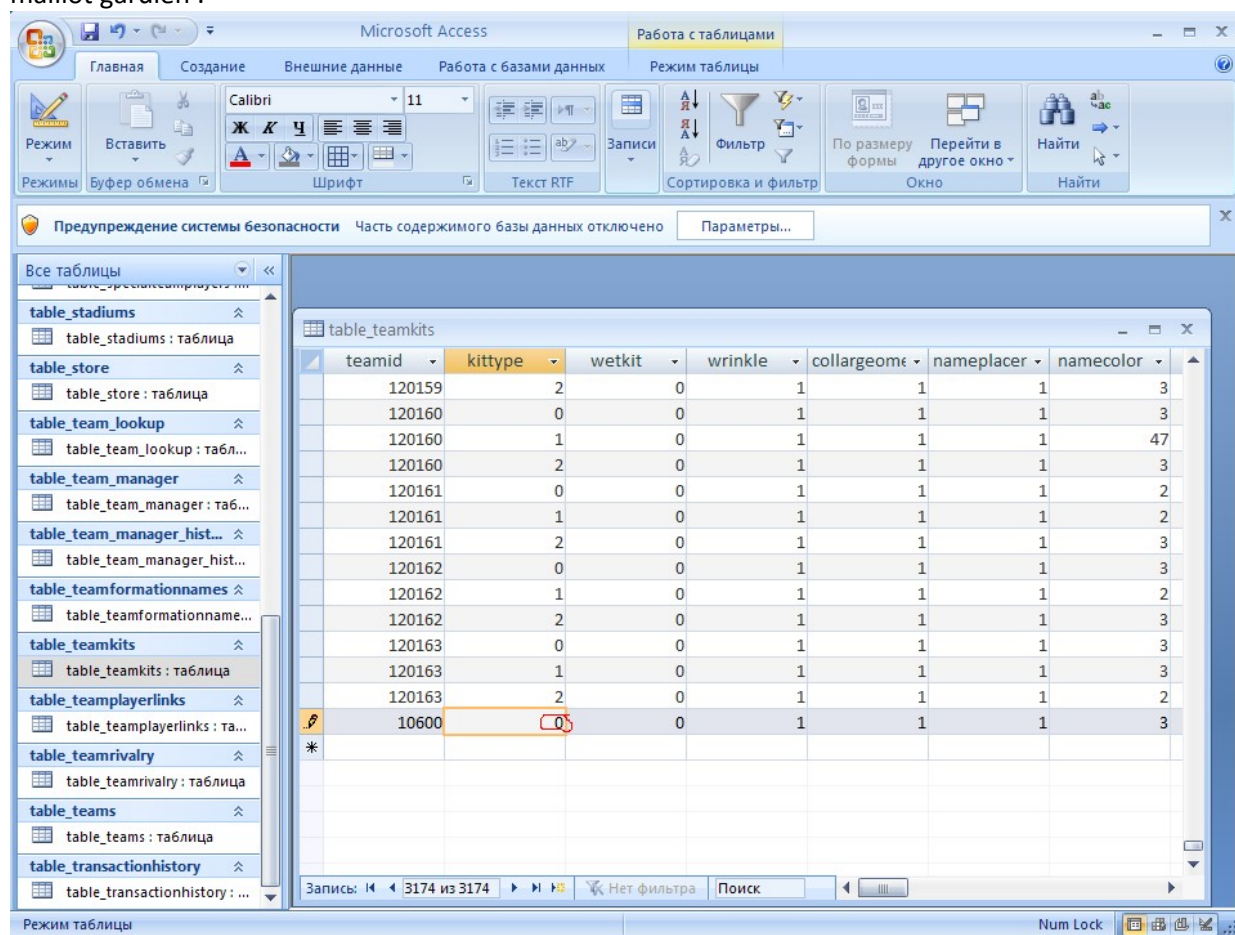 maillot gardien :
Microsoft Access
Работа с таблицами
Главная Создание Внешние данные Работа с базами данных Режим таблицы
Calibri 11
Ж К Ч
Режим Вставить Записи Фильтр По размеру формы Перейти в другое окно Найти
Режимы Буфер обмена Шрифт Текст RTF Сортировка и фильтр Окно Найти
Предупреждение системы безопасности Часть содержимого базы данных отключено Параметры...
Все таблицы
table_stadiums
table_stadiums : таблица
table_store
table_store : таблица
table_team_lookup
table_team_lookup : табл...
table_team_manager
table_team_manager : таб...
table_team_manager_hist...
table_team_manager_hist...
table_teamformationnames
table_teamformationname...
table_teamkits
table_teamkits : таблица
table_teamplayerlinks
table_teamplayerlinks : та...
table_teamrivalry
table_teamrivalry : таблица
table_teams
table_teams : таблица
table_transactionhistory
table_transactionhistory : ...
table_teamkits
teamid kittype wetkit wrinkle collargeome nameplacer namecolor
120159 2 0 1 1 1 3
120160 0 0 1 1 1 3
120160 1 0 1 1 1 47
120160 2 0 1 1 1 3
120161 0 0 1 1 1 2
120161 1 0 1 1 1 2
120161 2 0 1 1 1 3
120162 0 0 1 1 1 3
120162 1 0 1 1 1 2
120162 2 0 1 1 1 3
120163 0 0 1 1 1 3
120163 1 0 1 1 1 3
120163 2 0 1 1 1 2
10600 0 0 1 1 1 3
Запись: 3174 из 3174 Нет фильтра Поиск
Режим таблицы Num Lock